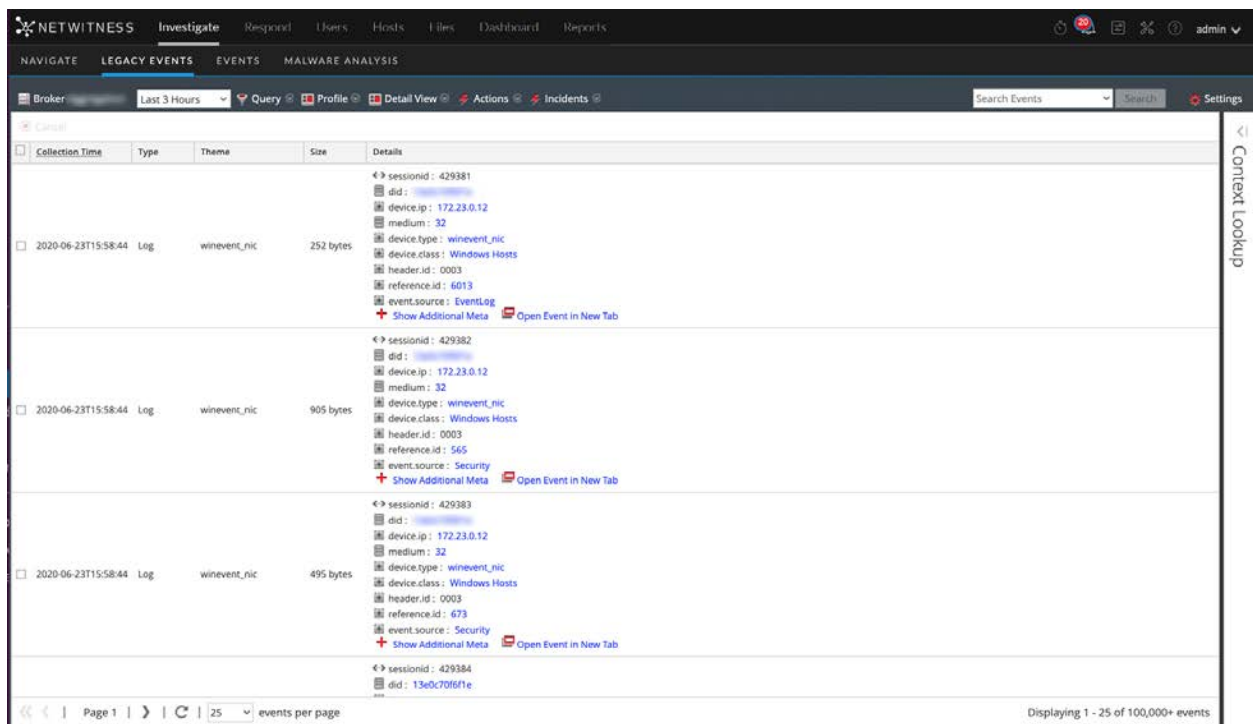 NETWITNESS Investigate Respond Users Hosts Files Dashboard Reports 20 admin
NAVIGATE LEGACY EVENTS EVENTS MALWARE ANALYSIS
Broker Last 3 Hours Query Profile Detail View Actions Incidents Search Events Search Settings
Cancel
Context Lookup
Collection Time Type Theme Size Details
sessionid : 429381
did :
device.ip : 172.23.0.12
medium : 32
device.type : winevent_nic
2020-06-23T15:58:44 Log winevent_nic 252 bytes
device.class : Windows Hosts
header.id : 0003
reference.id : 6013
event.source : EventLog
Show Additional Meta Open Event in New Tab
sessionid : 429382
did :
device.ip : 172.23.0.12
medium : 32
device.type : winevent_nic
2020-06-23T15:58:44 Log winevent_nic 905 bytes
device.class : Windows Hosts
header.id : 0003
reference.id : 565
event.source : Security
Show Additional Meta Open Event in New Tab
sessionid : 429383
did :
device.ip : 172.23.0.12
medium : 32
device.type : winevent_nic
2020-06-23T15:58:44 Log winevent_nic 495 bytes
device.class : Windows Hosts
header.id : 0003
reference.id : 673
event.source : Security
Show Additional Meta Open Event in New Tab
sessionid : 429384
did : 13e0c70f6f1e
Page 1 25 events per page Displaying 1 - 25 of 100,000+ events